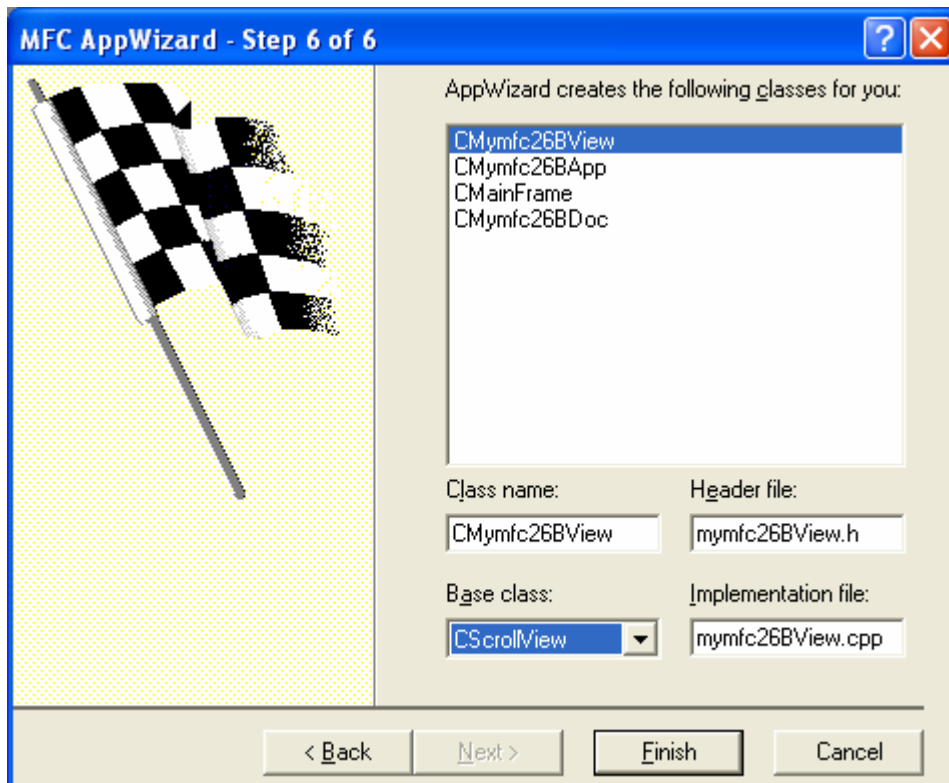 MFC AppWizard - Step 6 of 6
AppWizard creates the following classes for you:
CMymfc26BView
CMymfc26BApp
CMainFrame
CMymfc26BDoc
Class name:
Header file:
CMymfc26BView
mymfc26BView.h
Base class:
Implementation file:
CScrollView
mymfc26BView.cpp
< Back
Next >
Finish
Cancel